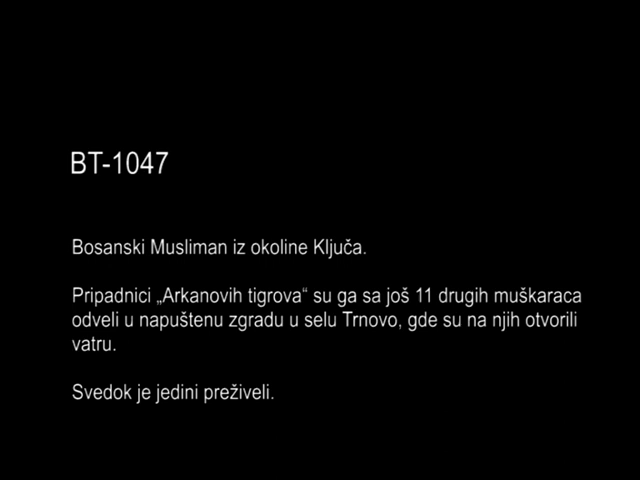 BT-1047
Bosanski Musliman iz okoline Ključa.
Pripadnici „Arkanovih tigrova“ su ga sa još 11 drugih muškaraca
odveli u napuštenu zgradu u selu Trnovo, gde su na njih otvorili
vatru.
Svedok je jedini preživeli.